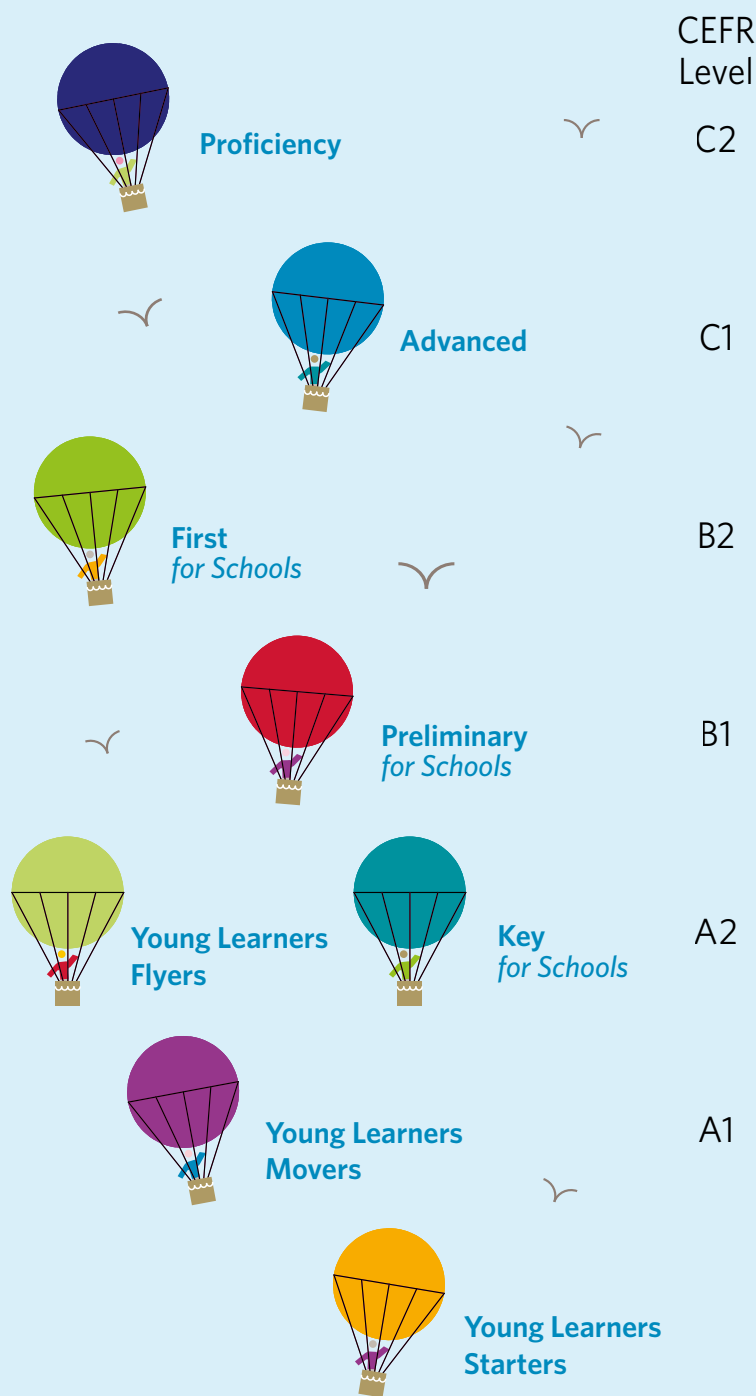 CEFR
Level
Proficiency
C2
Advanced
C1
First
for Schools
B2
Preliminary
for Schools
B1
Young Learners
Flyers
Key
for Schools
A2
Young Learners
Movers
A1
Young Learners
Starters